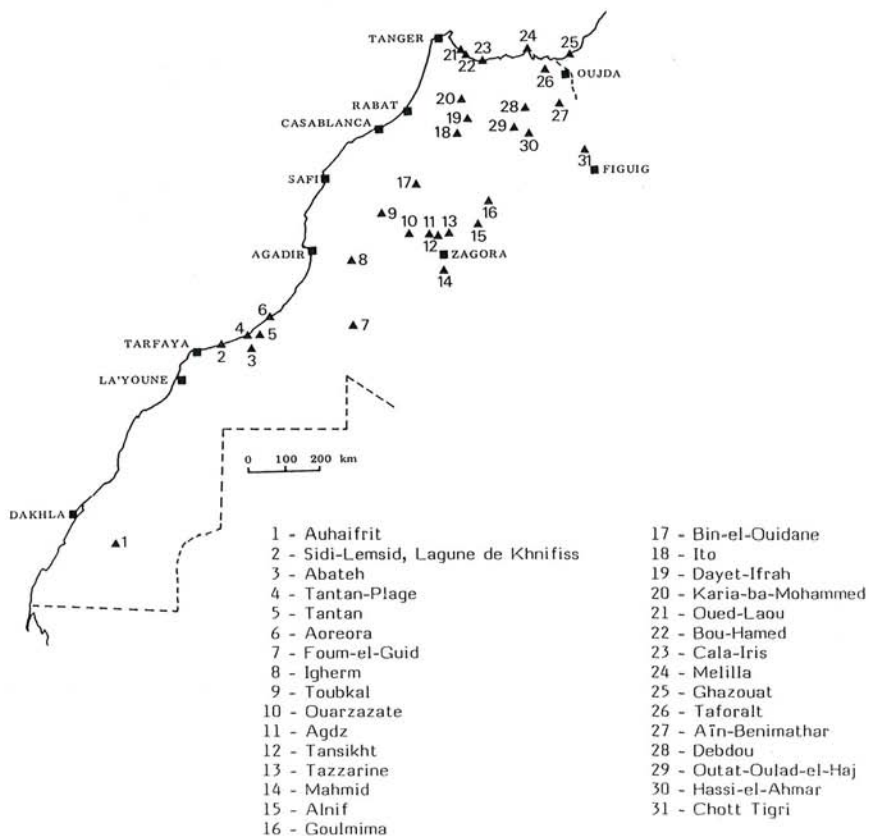 TANGER
24
25
21
23
22
26
OUJDA
20
28
27
RABAT
19
29
30
CASABLANCA
18
31
FIGUIG
SAFI
17
16
9
10
11
13
12
15
AGADIR
8
ZAGORA
14
6
4
5
7
TARFAYA
2
3
LA'YOUNE
0 100 200 km
DAKHLA
1
1 - Auhaifrit
2 - Sidi-Lemsid, Lagune de Khnifiss
3 - Abateh
4 - Tantan-Plage
5 - Tantan
6 - Aoreora
7 - Foum-el-Guid
8 - Igherm
9 - Toubkal
10 - Ouarzazate
11 - Agdz
12 - Tansikht
13 - Tazzarine
14 - Mahmid
15 - Alnif
16 - Goulmima
17 - Bin-el-Ouidane
18 - Ito
19 - Dayet-Ifrah
20 - Karia-ba-Mohammed
21 - Oued-Laou
22 - Bou-Hamed
23 - Cala-Iris
24 - Melilla
25 - Ghazouat
26 - Taforalt
27 - Aïn-Benimathar
28 - Debdou
29 - Outat-Oulad-el-Haj
30 - Hassi-el-Ahmar
31 - Chott Tigri